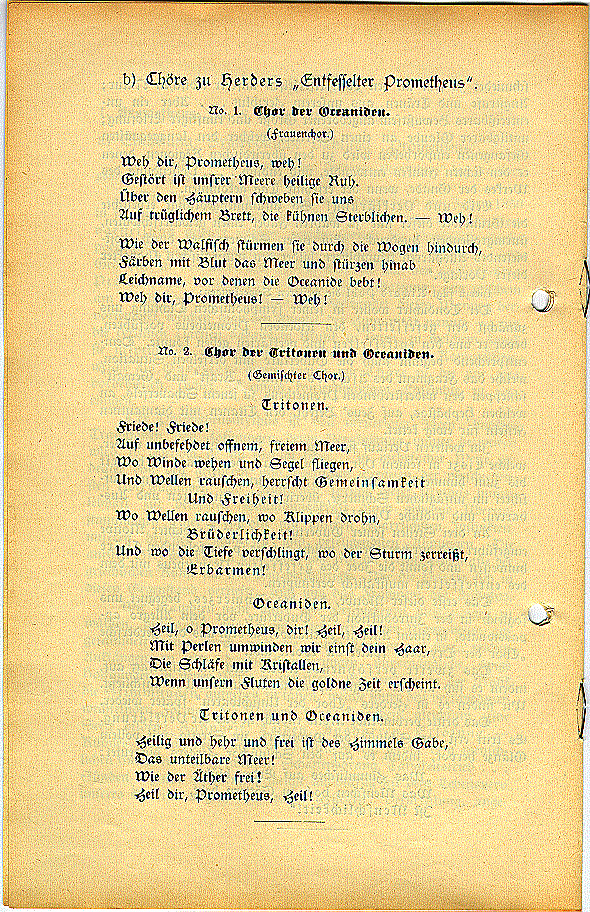 b) Chöre zu Herders „Entfesselter Prometheus“.
No. 1. Chor der Oceaniden.
(Frauenchor.)
Weh dir, Prometheus, weh!
Gestört ist unsrer Meere heilige Ruh.
Über den Häuptern schweben sie uns
Auf trüglichem Brett, die kühnen Sterblichen. — Weh!
Wie der Walfisch stürmen sie durch die Wogen hindurch,
Färben mit Blut das Meer und stürzen hinab
Leichname, vor denen die Oceanide bebt!
Weh dir, Prometheus! — Weh!
No. 2. Chor der Tritonen und Oceaniden.
(Gemischter Chor.)
Tritonen.
Friede! Friede!
Auf unbefehdet offnem, freiem Meer,
Wo Winde wehen und Segel fliegen,
Und Wellen rauschen, herrscht Gemeinsamkeit
Und Freiheit!
Wo Wellen rauschen, wo Klippen drohn,
Brüderlichkeit!
Und wo die Tiefe verschlingt, wo der Sturm zerreißt,
Erbarmen!
Oceaniden.
Heil, o Prometheus, dir! Heil, Heil!
Mit Perlen umwinden wir einst dein Haar,
Die Schläfe mit Kristallen,
Wenn unsern Fluten die goldne Zeit erscheint.
Tritonen und Oceaniden.
Heilig und hehr und frei ist des Himmels Gabe,
Das unteilbare Meer!
Wie der Äther frei!
Heil dir, Prometheus, Heil!